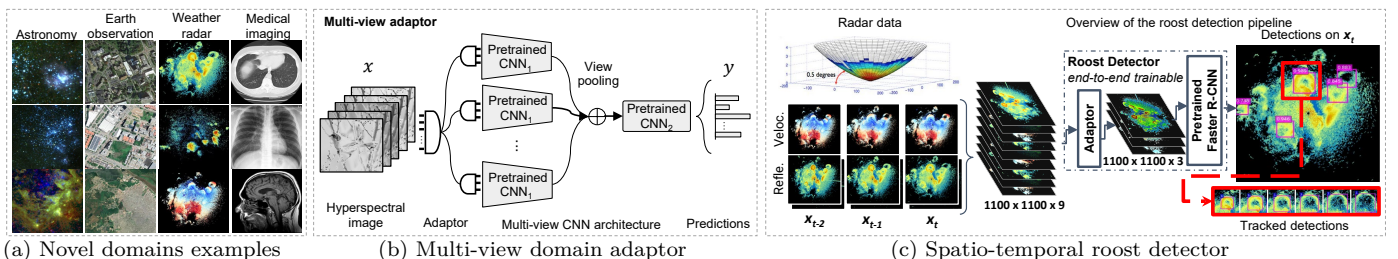 Astronomy
Earth
observation
Weather
radar
Medical
imaging
(a) Novel domains examples
Multi-view adaptor
x
Hyperspectral
image
Adaptor
Pretrained
CNN1
Pretrained
CNN1
...
Pretrained
CNN1
View
pooling
Pretrained
CNN2
y
Multi-view CNN architecture
Predictions
(b) Multi-view domain adaptor
Radar data
0.5 degrees
Veloc.
Refle.
xt-2
xt-1
xt
1100 x 1100 x 9
Overview of the roost detection pipeline
Roost Detector
end-to-end trainable
Adaptor
1100 x 1100 x 3
Pretrained
Faster R-CNN
Detections on xt
Tracked detections
(c) Spatio-temporal roost detector